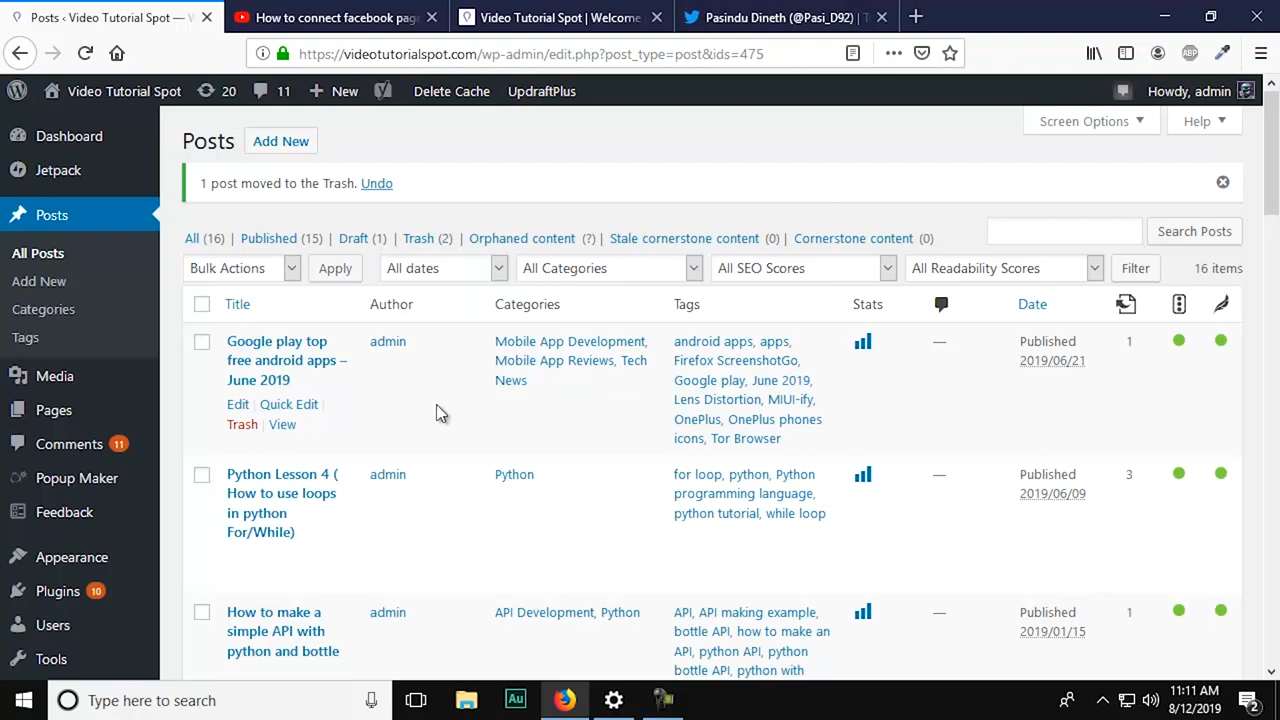 Posts ‹ Video Tutorial Spot — W
How to connect facebook pag
Video Tutorial Spot | Welcome
Pasindu Dineth (@Pasi_D92) | T
https://videotutorialspot.com/wp-admin/edit.php?post_type=post&ids=475
ABP
Video Tutorial Spot 20 11 New Delete Cache UpdraftPlus Howdy, admin
Dashboard
Jetpack
Posts
All Posts
Add New
Categories
Tags
Media
Pages
Comments 11
Popup Maker
Feedback
Appearance
Plugins 10
Users
Tools
Screen Options Help
Posts Add New
1 post moved to the Trash. Undo
All (16) | Published (15) | Draft (1) | Trash (2) | Orphaned content (?) | Stale cornerstone content (0) | Cornerstone content (0)
Search Posts
Bulk Actions Apply All dates All Categories All SEO Scores All Readability Scores Filter 16 items
Title Author Categories Tags Stats Date
Google play top
free android apps –
June 2019
Edit | Quick Edit |
Trash | View
admin
Mobile App Development,
Mobile App Reviews, Tech
News
android apps, apps,
Firefox ScreenshotGo,
Google play, June 2019,
Lens Distortion, MIUI-ify,
OnePlus, OnePlus phones
icons, Tor Browser
—
Published
2019/06/21
1
Python Lesson 4 (
How to use loops
in python
For/While)
admin
Python
for loop, python, Python
programming language,
python tutorial, while loop
—
Published
2019/06/09
3
How to make a
simple API with
python and bottle
admin
API Development, Python
API, API making example,
bottle API, how to make an
API, python API, python
bottle API, python with
—
Published
2019/01/15
1
Type here to search
Au
11:11 AM
8/12/2019
2